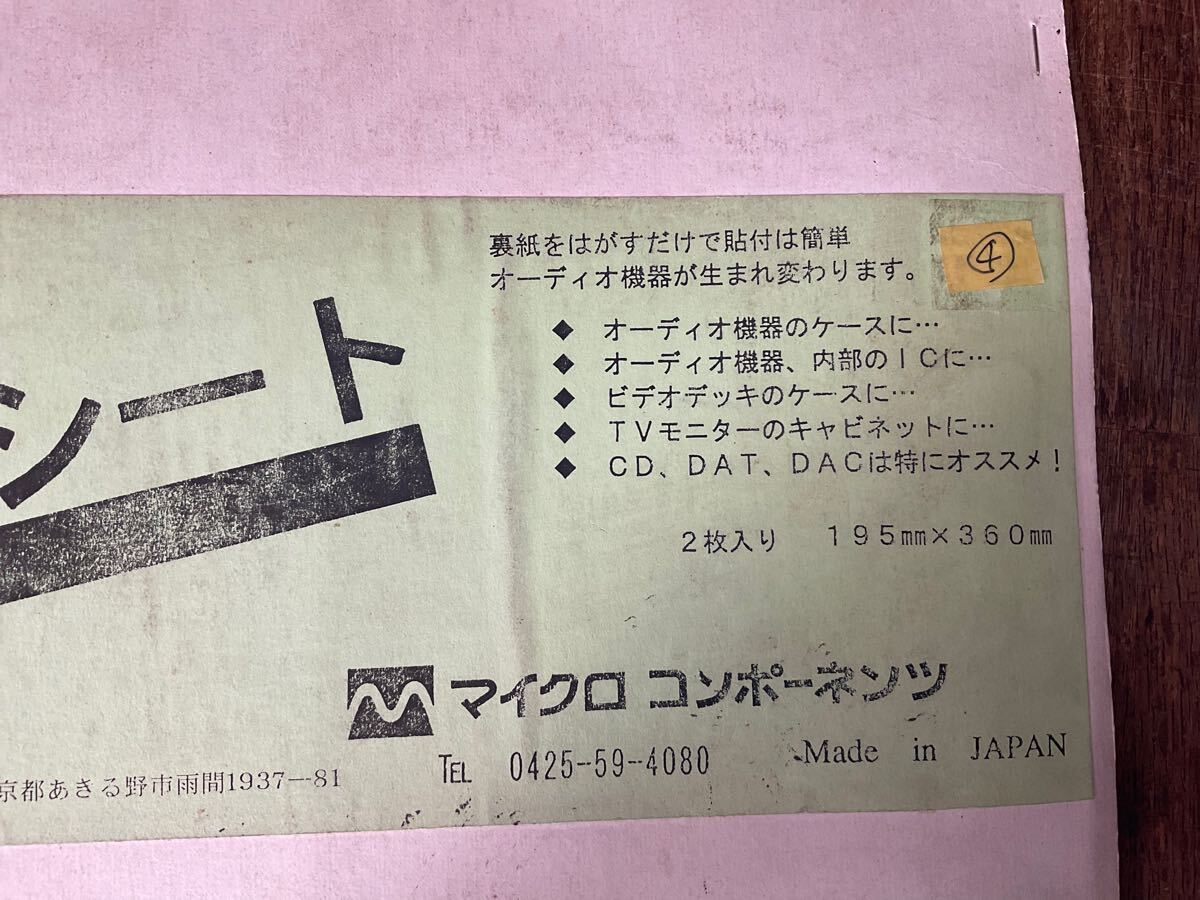 裏紙をはがすだけで貼付は簡単
オーディオ機器が生まれ変わります。
④
◆ オーディオ機器のケースに…
◆ オーディオ機器、内部のICに…
◆ ビデオデッキのケースに…
◆ TVモニターのキャビネットに…
◆ CD、DAT、DACは特にオススメ!
シート
2枚入り 195mm×360mm
マイクロ コンポーネンツ
京都あきる野市雨間1937―81
TEL 0425-59-4080
Made in JAPAN